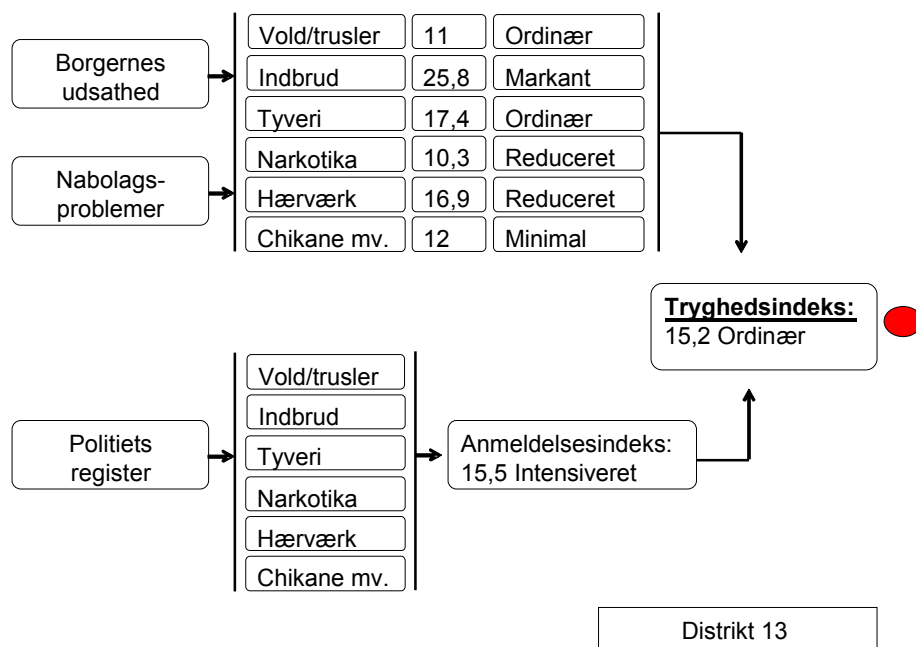 Borgernes
udsathed
Nabolags-
problemer
Vold/trusler 11 Ordinær
Indbrud 25,8 Markant
Tyveri 17,4 Ordinær
Narkotika 10,3 Reduceret
Hærværk 16,9 Reduceret
Chikane mv. 12 Minimal
Tryghedsindeks:
15,2 Ordinær
Politiets
register
Vold/trusler
Indbrud
Tyveri
Narkotika
Hærværk
Chikane mv.
Anmeldelsesindeks:
15,5 Intensiveret
Distrikt 13